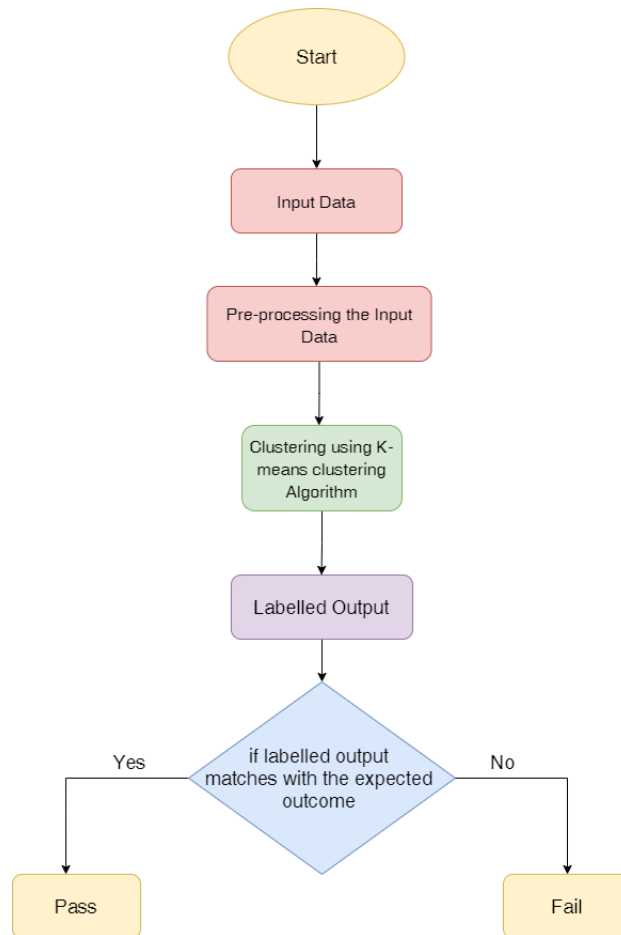 Start
Input Data
Pre-processing the Input
Data
Clustering using K-
means clustering
Algorithm
Labelled Output
if labelled output
matches with the expected
outcome
Yes
No
Pass
Fail